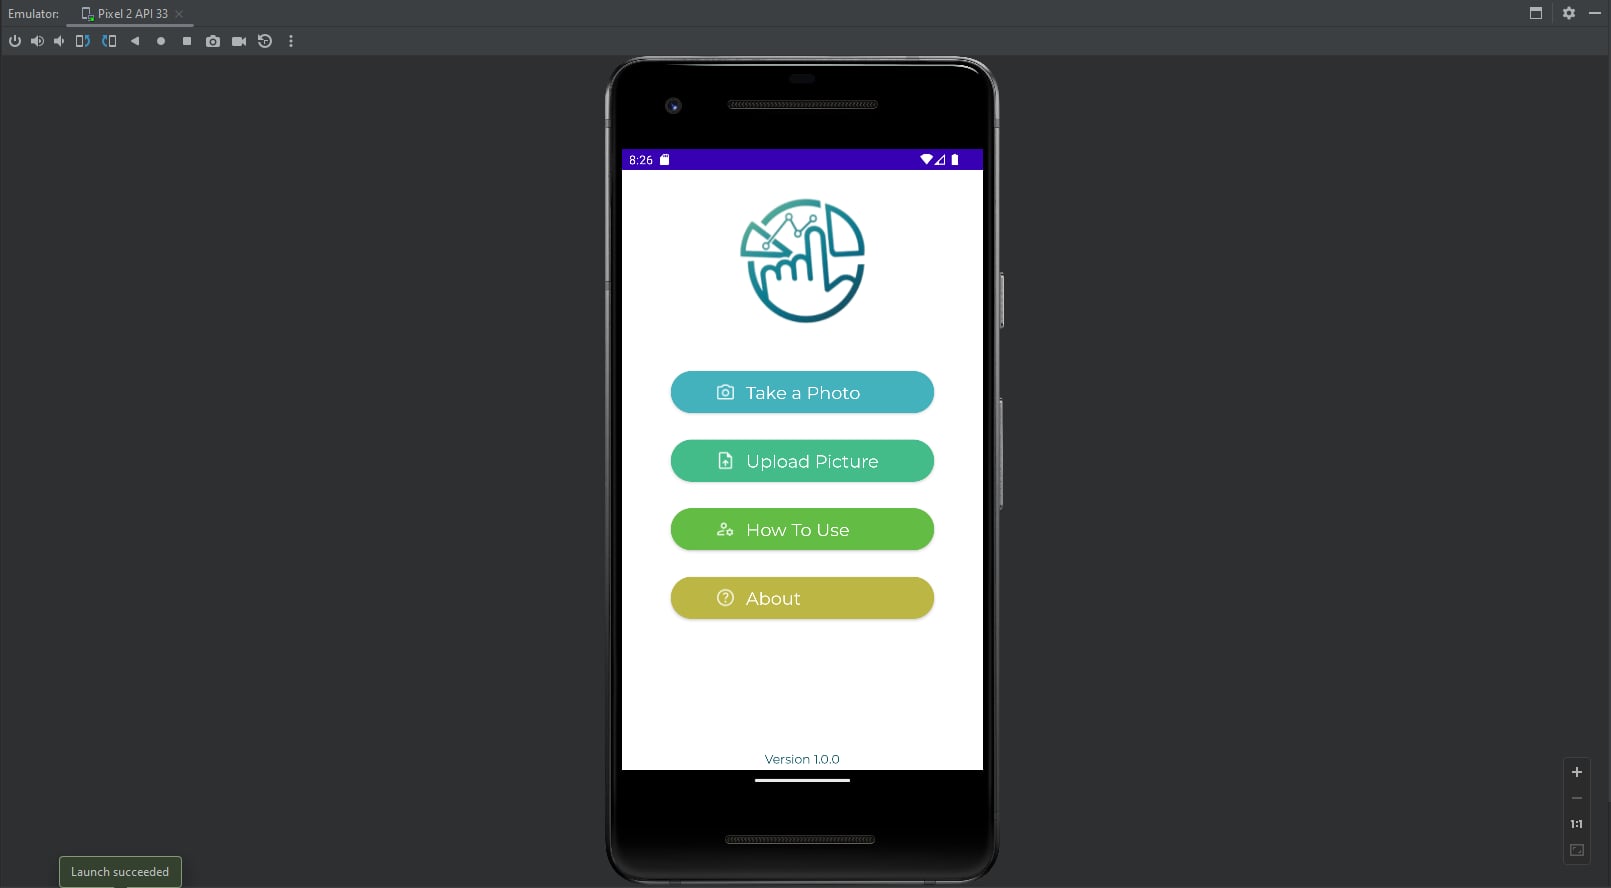 Emulator: Pixel 2 API 33
8:26
Take a Photo
Upload Picture
How To Use
About
Version 1.0.0
1:1
Launch succeeded